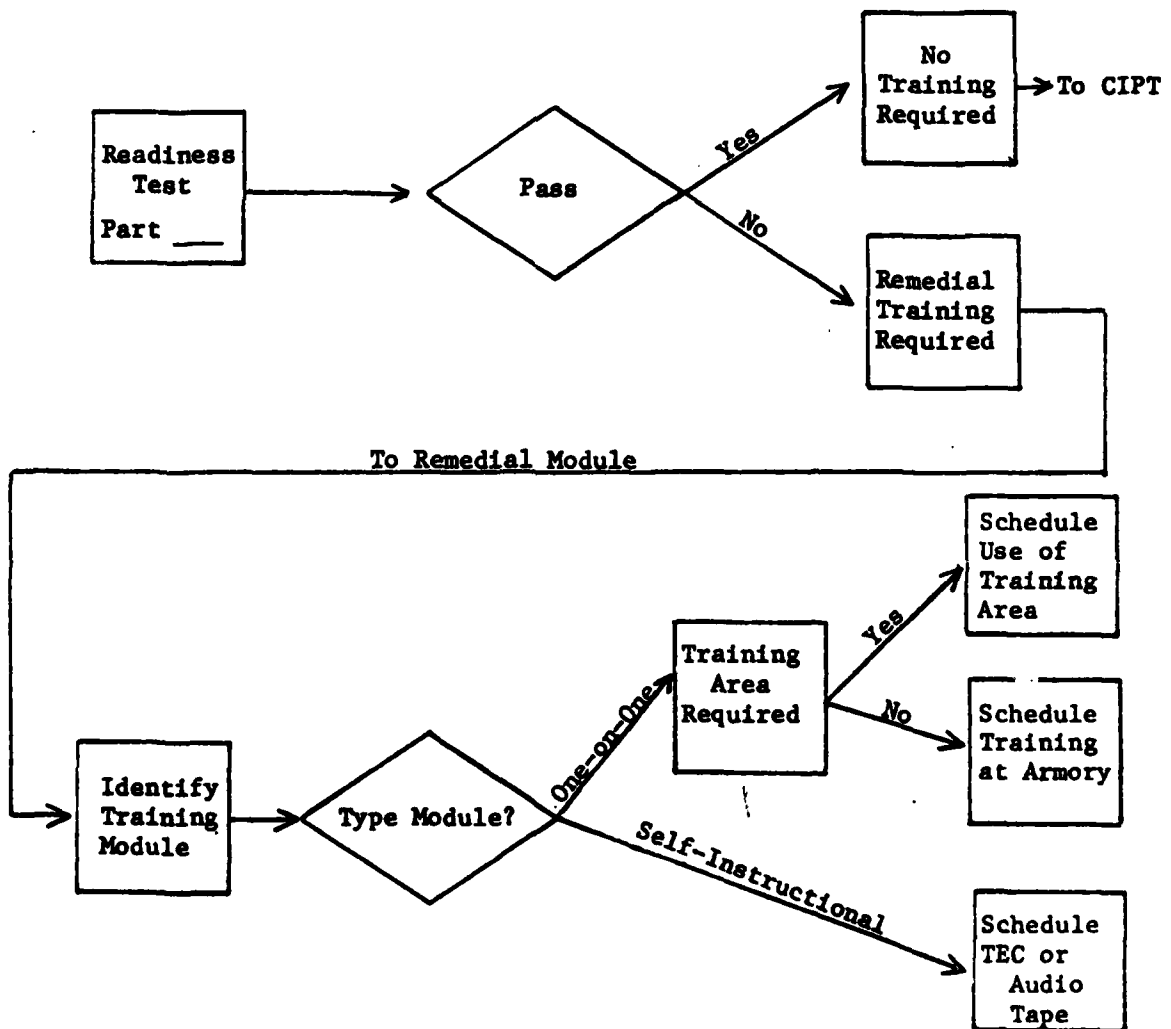 No
Training
Required
To CIPT
Readiness
Test
Part ___
Pass
Yes
No
Remedial
Training
Required
To Remedial Module
Schedule
Use of
Training
Area
Training
Area
Required
Yes
No
Schedule
Training
at Armory
One-on-One
Identify
Training
Module
Type Module?
Self-Instructional
Schedule
TEC or
Audio
Tape